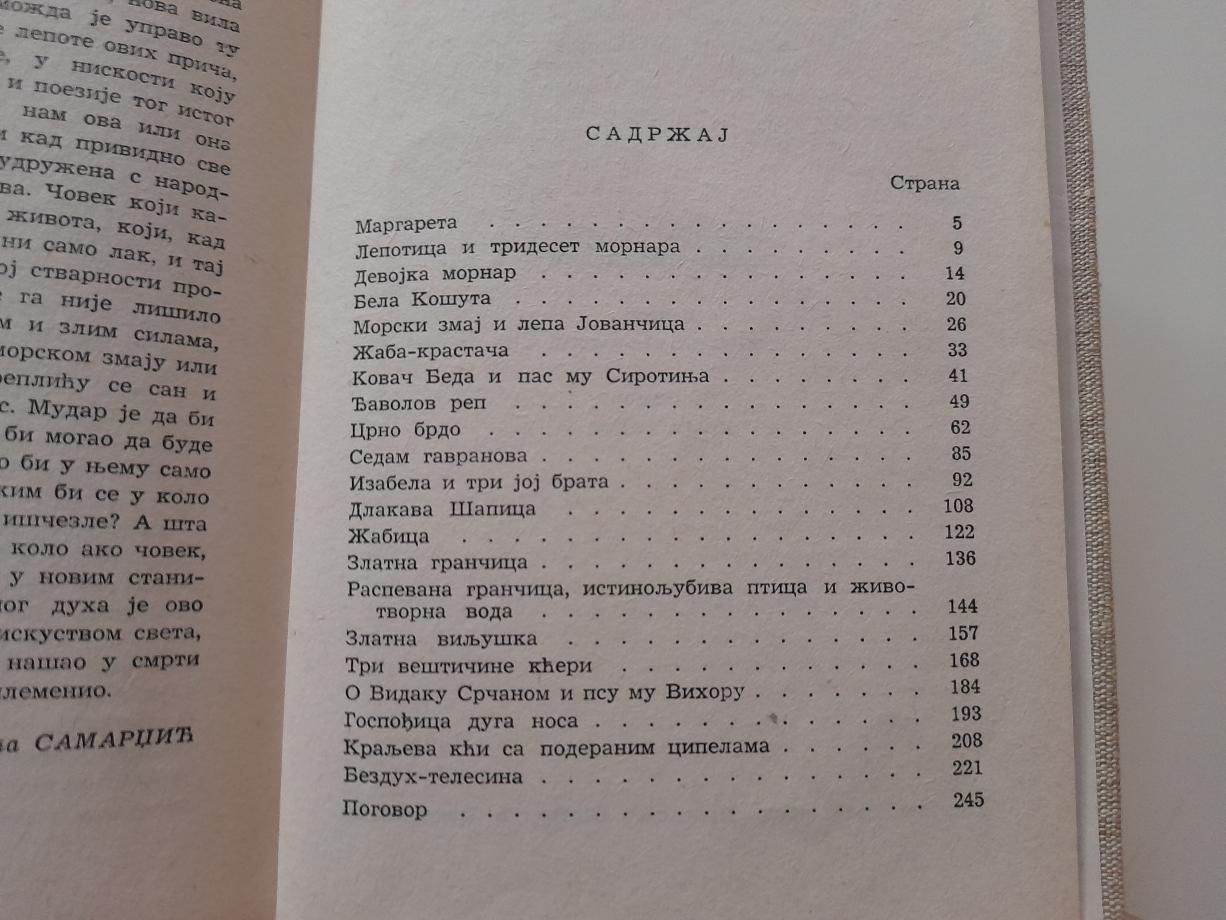 нова вила
можда је управо ту
лепоте ових прича,
у нискости коју
и поезије тог истог
нам ова или она
кад привидно све
удружена с народ-
ва. Човек који ка-
живота, који, кад
ни само лак, и тај
ој стварности про-
га није лишило
м и злим силама,
морском змају или
реплићу се сан и
с. Мудар је да би
би могао да буде
о би у њему само
ким би се у коло
ишчезле? А шта
коло ако човек,
у новим стани-
ног духа је ово
искуством света,
нашао у смрти
племенио.
на САМАРЏИЋ
САДРЖАЈ
Страна
Маргарета . . . . . . . . . . . . . . . . . 5
Лепотица и тридесет морнара . . . . . . . . . 9
Девојка морнар . . . . . . . . . . . . . . . 14
Бела Кошута . . . . . . . . . . . . . . . . 20
Морски змај и лепа Јованчица . . . . . . . . . 26
Жаба-крастача . . . . . . . . . . . . . . . 33
Ковач Беда и пас му Сиротиња . . . . . . . . 41
Ђаволов реп . . . . . . . . . . . . . . . . 49
Црно брдо . . . . . . . . . . . . . . . . . 62
Седам гавранова . . . . . . . . . . . . . . . 85
Изабела и три јој брата . . . . . . . . . . . . 92
Длакава Шапица . . . . . . . . . . . . . . 108
Жабица . . . . . . . . . . . . . . . . . . 122
Златна гранчица . . . . . . . . . . . . . . . 136
Распевана гранчица, истинољубива птица и живо-
творна вода . . . . . . . . . . . . . . . 144
Златна виљушка . . . . . . . . . . . . . . 157
Три вештичине кћери . . . . . . . . . . . . 168
О Видаку Срчаном и псу му Вихору . . . . . . . 184
Госпођица дуга носа . . . . . . . . . . . . . 193
Краљева кћи са подераним ципелама . . . . . . 208
Бездух-телесина . . . . . . . . . . . . . . . 221
Поговор . . . . . . . . . . . . . . . . . . 245